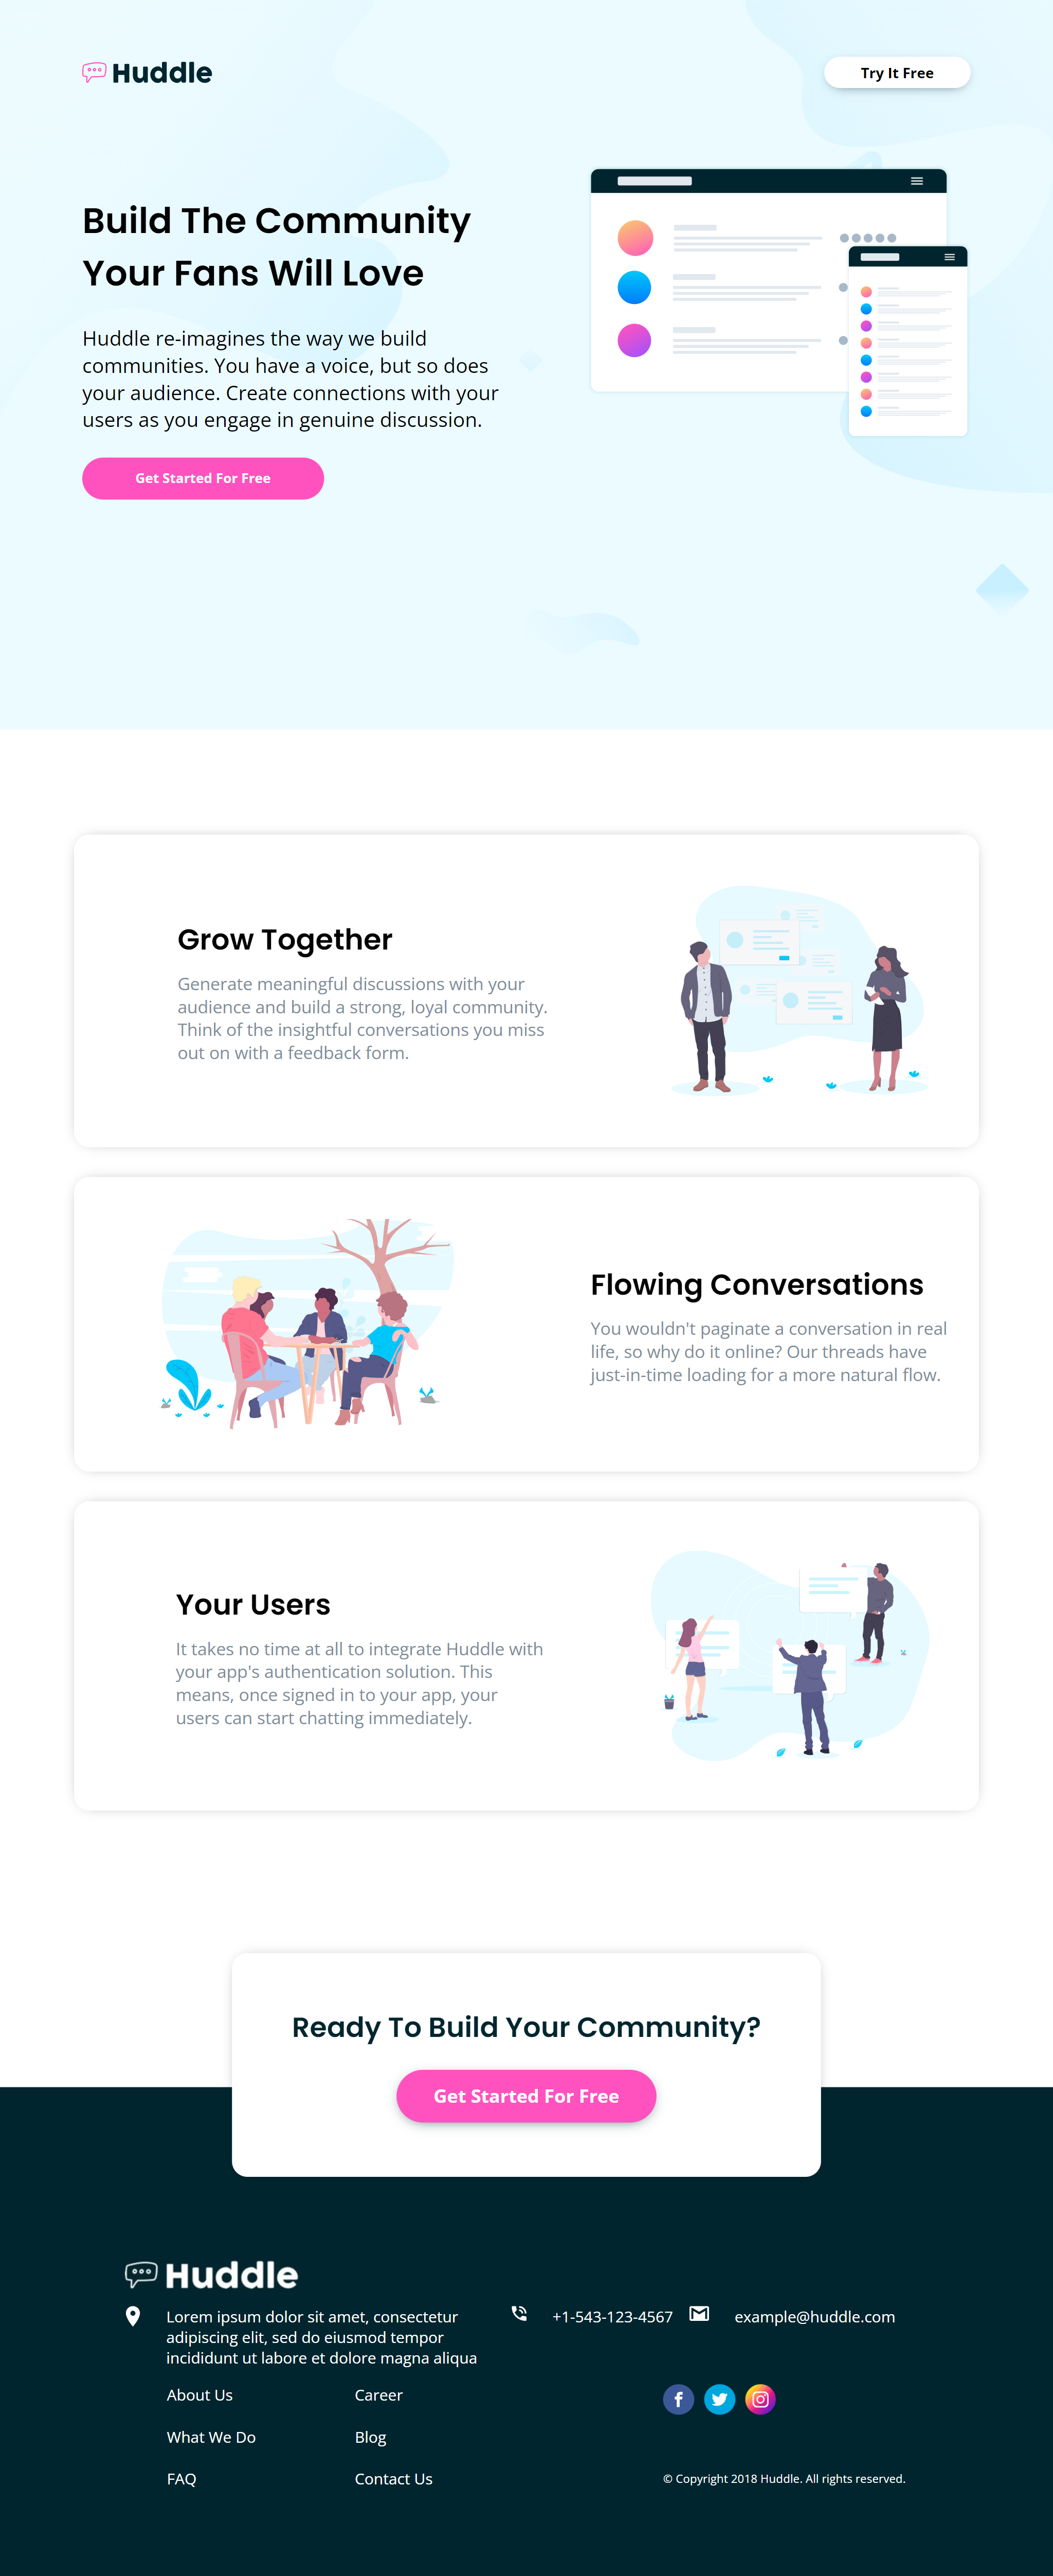 Huddle
Try It Free
Build The Community
Your Fans Will Love
Huddle re-imagines the way we build
communities. You have a voice, but so does
your audience. Create connections with your
users as you engage in genuine discussion.
Get Started For Free
Grow Together
Generate meaningful discussions with your
audience and build a strong, loyal community.
Think of the insightful conversations you miss
out on with a feedback form.
Flowing Conversations
You wouldn't paginate a conversation in real
life, so why do it online? Our threads have
just-in-time loading for a more natural flow.
Your Users
It takes no time at all to integrate Huddle with
your app's authentication solution. This
means, once signed in to your app, your
users can start chatting immediately.
Ready To Build Your Community?
Get Started For Free
Huddle
Lorem ipsum dolor sit amet, consectetur
adipiscing elit, sed do eiusmod tempor
incididunt ut labore et dolore magna aliqua
+1-543-123-4567
example@huddle.com
About Us
What We Do
FAQ
Career
Blog
Contact Us
© Copyright 2018 Huddle. All rights reserved.